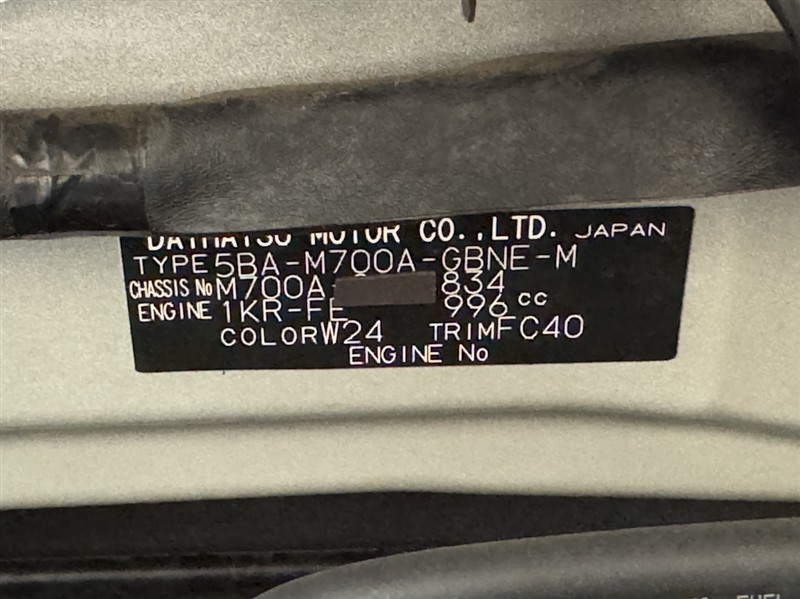 DAIHATSU MOTOR CO.,LTD. JAPAN
TYPE 5BA-M700A-GBNE-M
CHASSIS No M700A- 834
ENGINE 1KR-FE 996 cc
COLOR W24 TRIM FC40
ENGINE No
FUEL